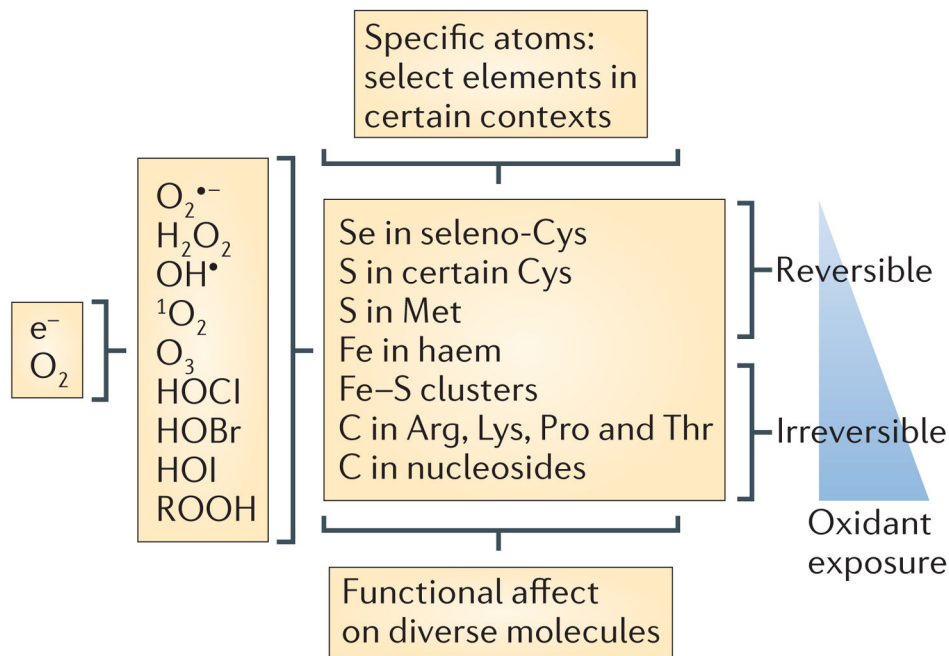 Specific atoms:
select elements in
certain contexts
e⁻
O₂
O₂•⁻
H₂O₂
OH•
¹O₂
O₃
HOCl
HOBr
HOI
ROOH
Se in seleno-Cys
S in certain Cys
S in Met
Fe in haem
Fe–S clusters
C in Arg, Lys, Pro and Thr
C in nucleosides
Reversible
Irreversible
Oxidant
exposure
Functional affect
on diverse molecules